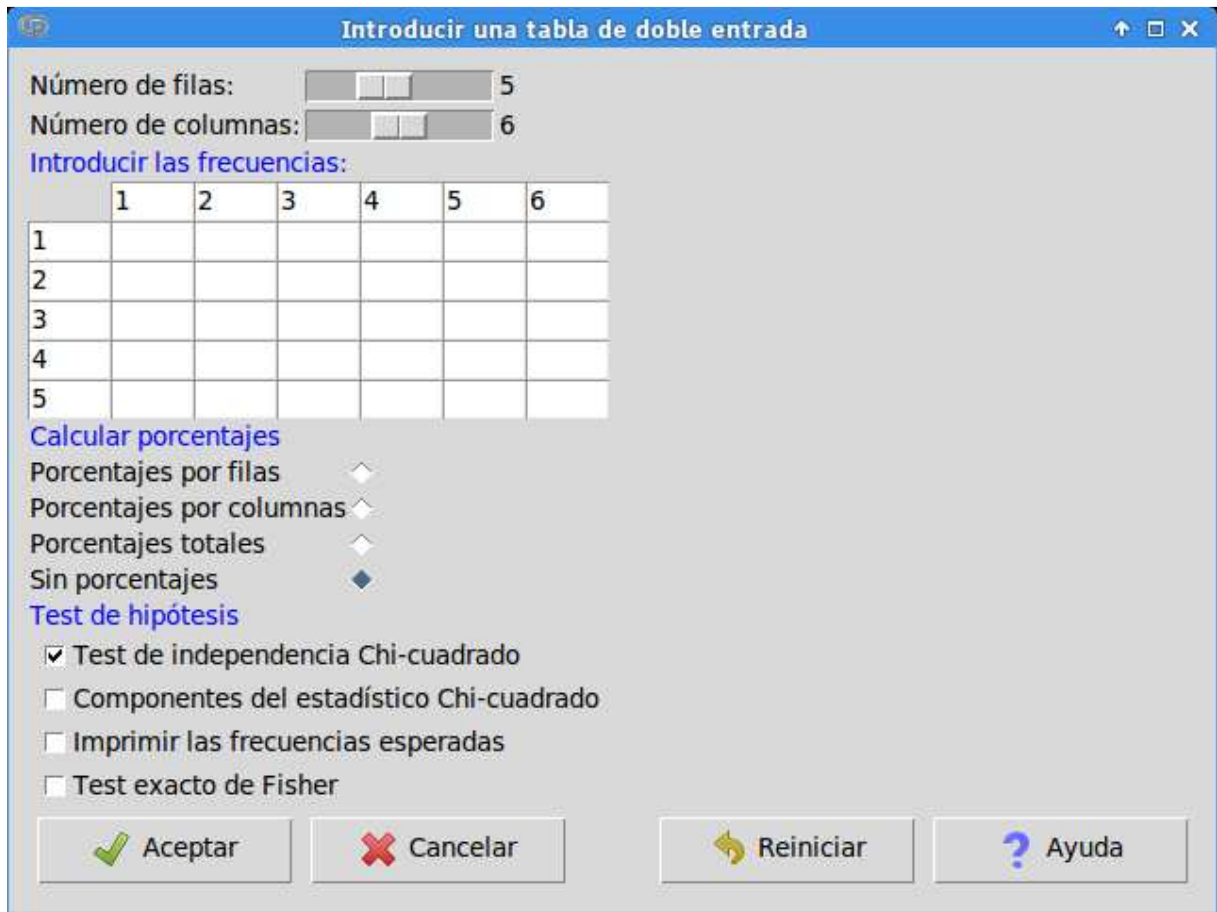 Introducir una tabla de doble entrada
Número de filas: 5
Número de columnas: 6
Introducir las frecuencias:
1 2 3 4 5 6
1
2
3
4
5
Calcular porcentajes
Porcentajes por filas
Porcentajes por columnas
Porcentajes totales
Sin porcentajes
Test de hipótesis
Test de independencia Chi-cuadrado
Componentes del estadístico Chi-cuadrado
Imprimir las frecuencias esperadas
Test exacto de Fisher
Aceptar Cancelar Reiniciar ? Ayuda